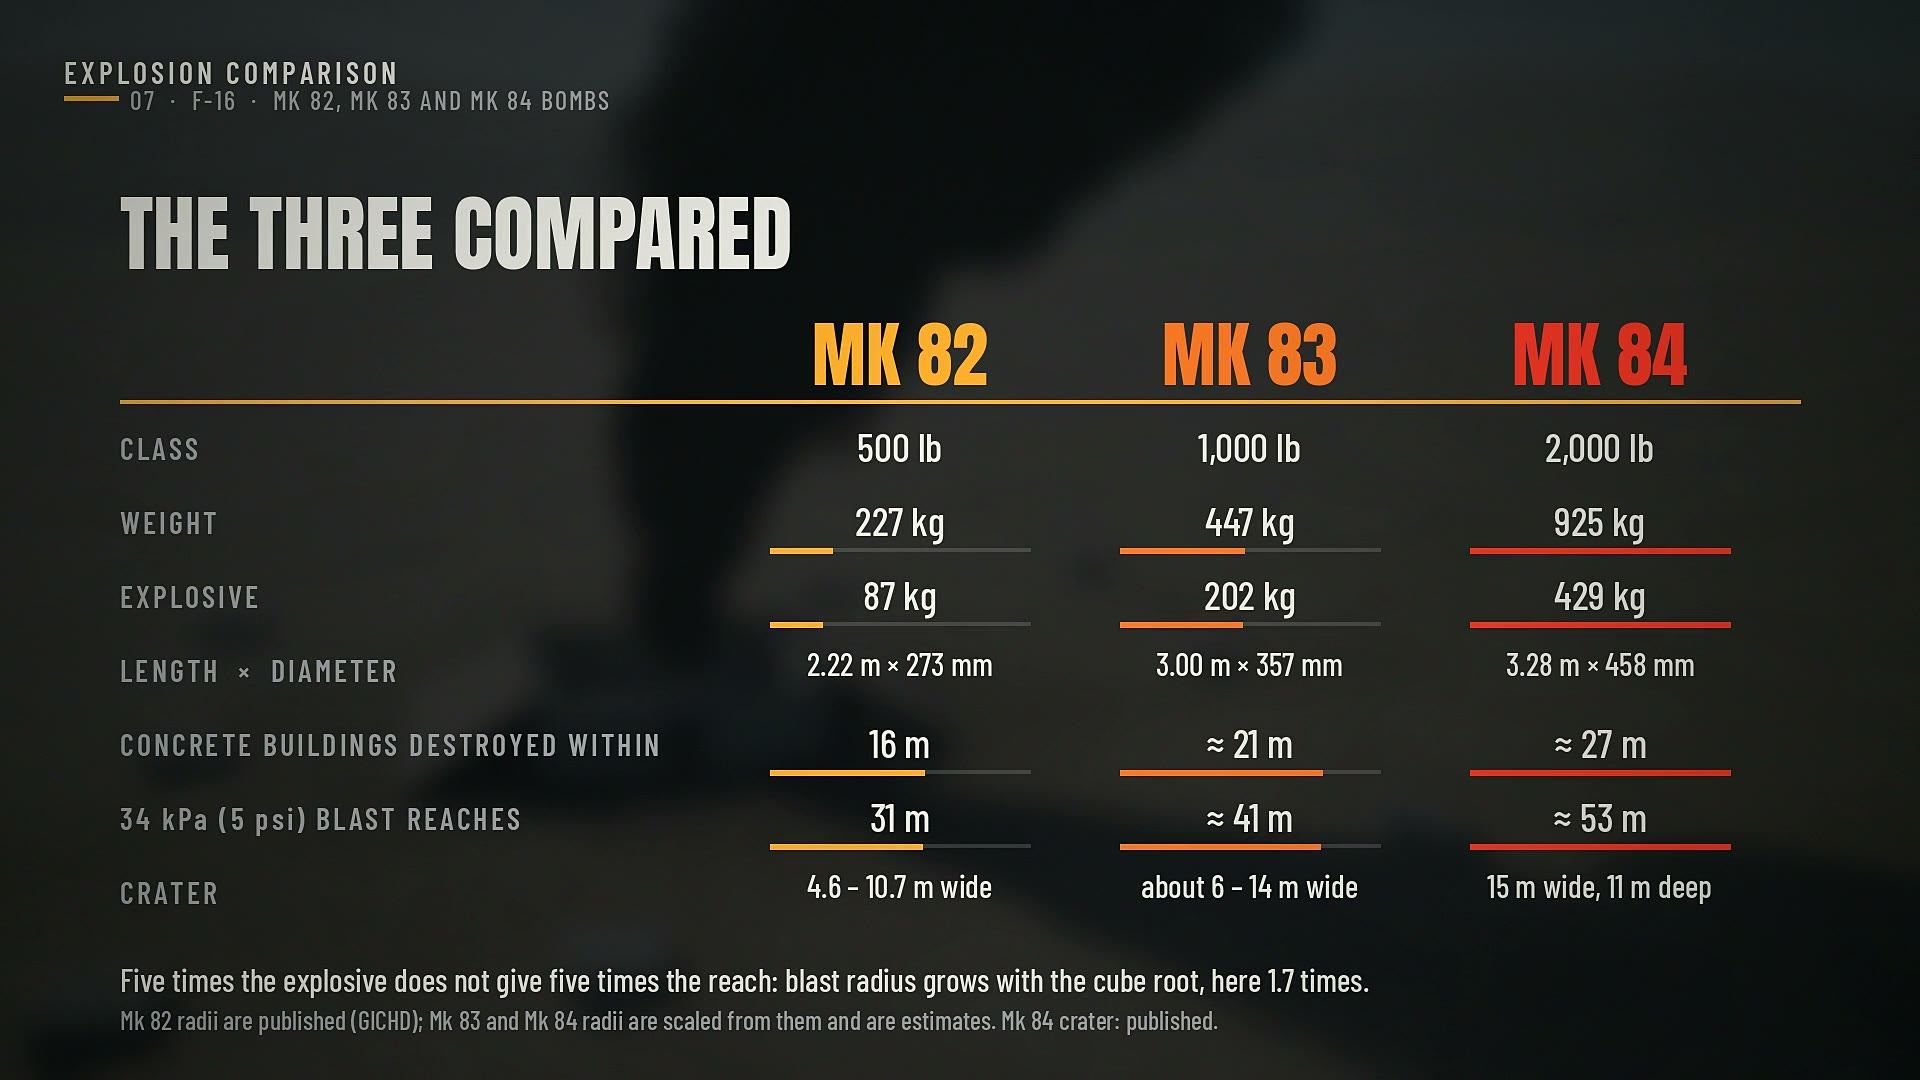 EXPLOSION COMPARISON
07 · F-16 · MK 82, MK 83 AND MK 84 BOMBS
THE THREE COMPARED
MK 82 MK 83 MK 84
CLASS 500 lb 1,000 lb 2,000 lb
WEIGHT 227 kg 447 kg 925 kg
EXPLOSIVE 87 kg 202 kg 429 kg
LENGTH × DIAMETER 2.22 m × 273 mm 3.00 m × 357 mm 3.28 m × 458 mm
CONCRETE BUILDINGS DESTROYED WITHIN 16 m ≈ 21 m ≈ 27 m
34 kPa (5 psi) BLAST REACHES 31 m ≈ 41 m ≈ 53 m
CRATER 4.6 – 10.7 m wide about 6 – 14 m wide 15 m wide, 11 m deep
Five times the explosive does not give five times the reach: blast radius grows with the cube root, here 1.7 times.
Mk 82 radii are published (GICHD); Mk 83 and Mk 84 radii are scaled from them and are estimates. Mk 84 crater: published.